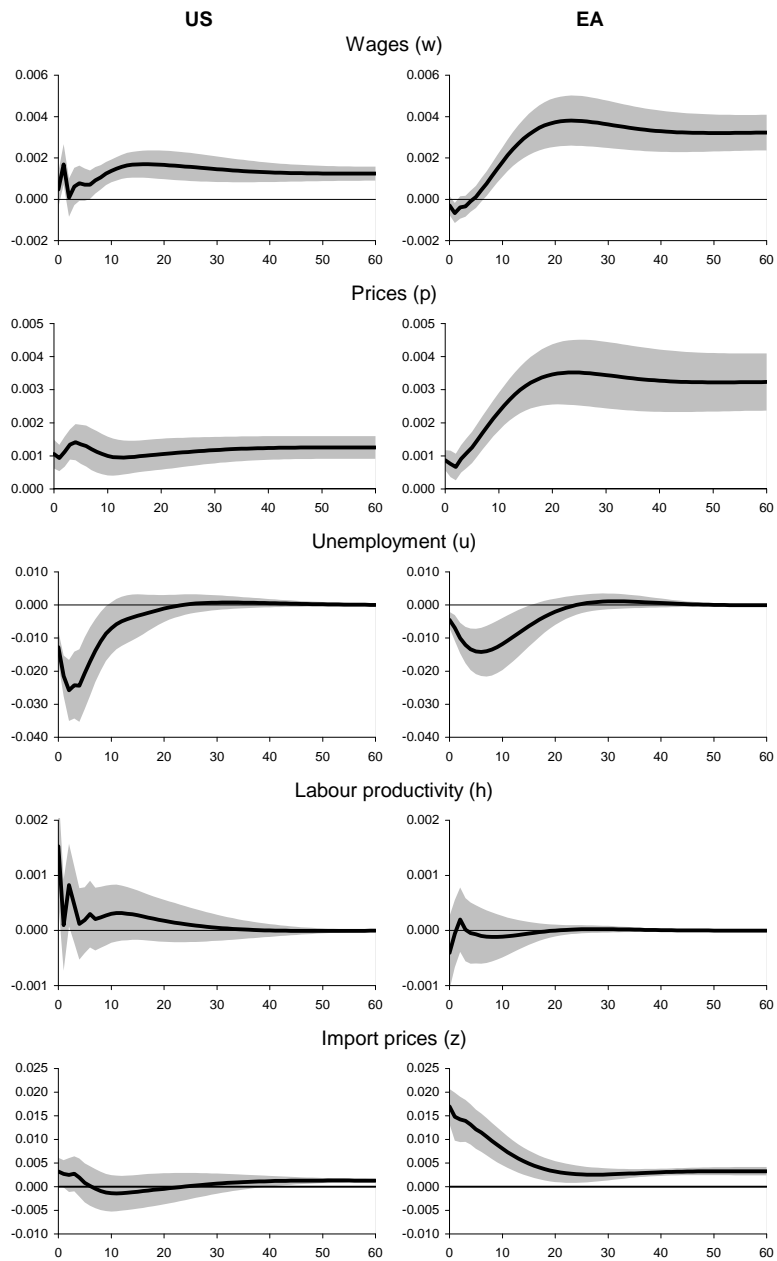 US EA
Wages (w)
0.006 0.006
0.004 0.004
0.002 0.002
0.000 0.000
-0.002 -0.002
0 10 20 30 40 50 60 0 10 20 30 40 50 60
Prices (p)
0.005 0.005
0.004 0.004
0.003 0.003
0.002 0.002
0.001 0.001
0.000 0.000
0 10 20 30 40 50 60 0 10 20 30 40 50 60
Unemployment (u)
0.010 0.010
0.000 0.000
-0.010 -0.010
-0.020 -0.020
-0.030 -0.030
-0.040 -0.040
0 10 20 30 40 50 60 0 10 20 30 40 50 60
Labour productivity (h)
0.002 0.002
0.001 0.001
0.000 0.000
-0.001 -0.001
0 10 20 30 40 50 60 0 10 20 30 40 50 60
Import prices (z)
0.025 0.025
0.020 0.020
0.015 0.015
0.010 0.010
0.005 0.005
0.000 0.000
-0.005 -0.005
-0.010 -0.010
0 10 20 30 40 50 60 0 10 20 30 40 50 60